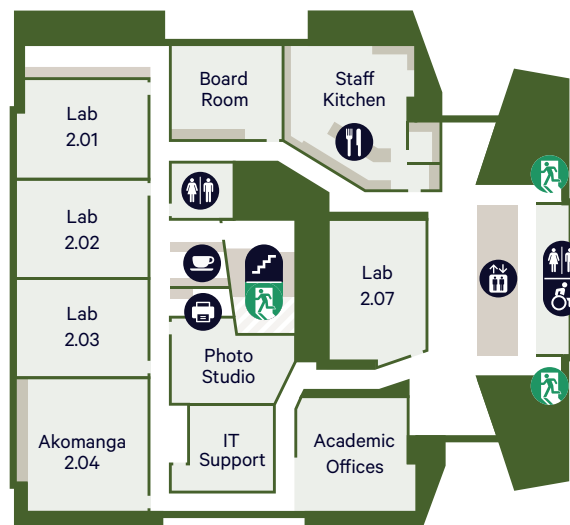 Board
Room
Staff
Kitchen
Lab
2.01
Lab
2.02
Lab
2.07
Lab
2.03
Photo
Studio
Akomanga
2.04
IT
Support
Academic
Offices